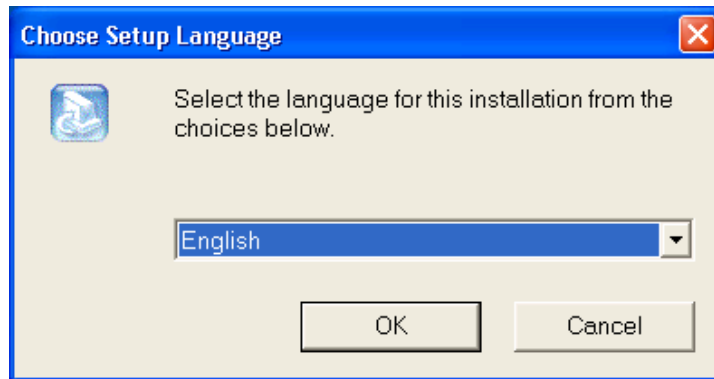 Choose Setup Language
Select the language for this installation from the
choices below.
English
OK
Cancel